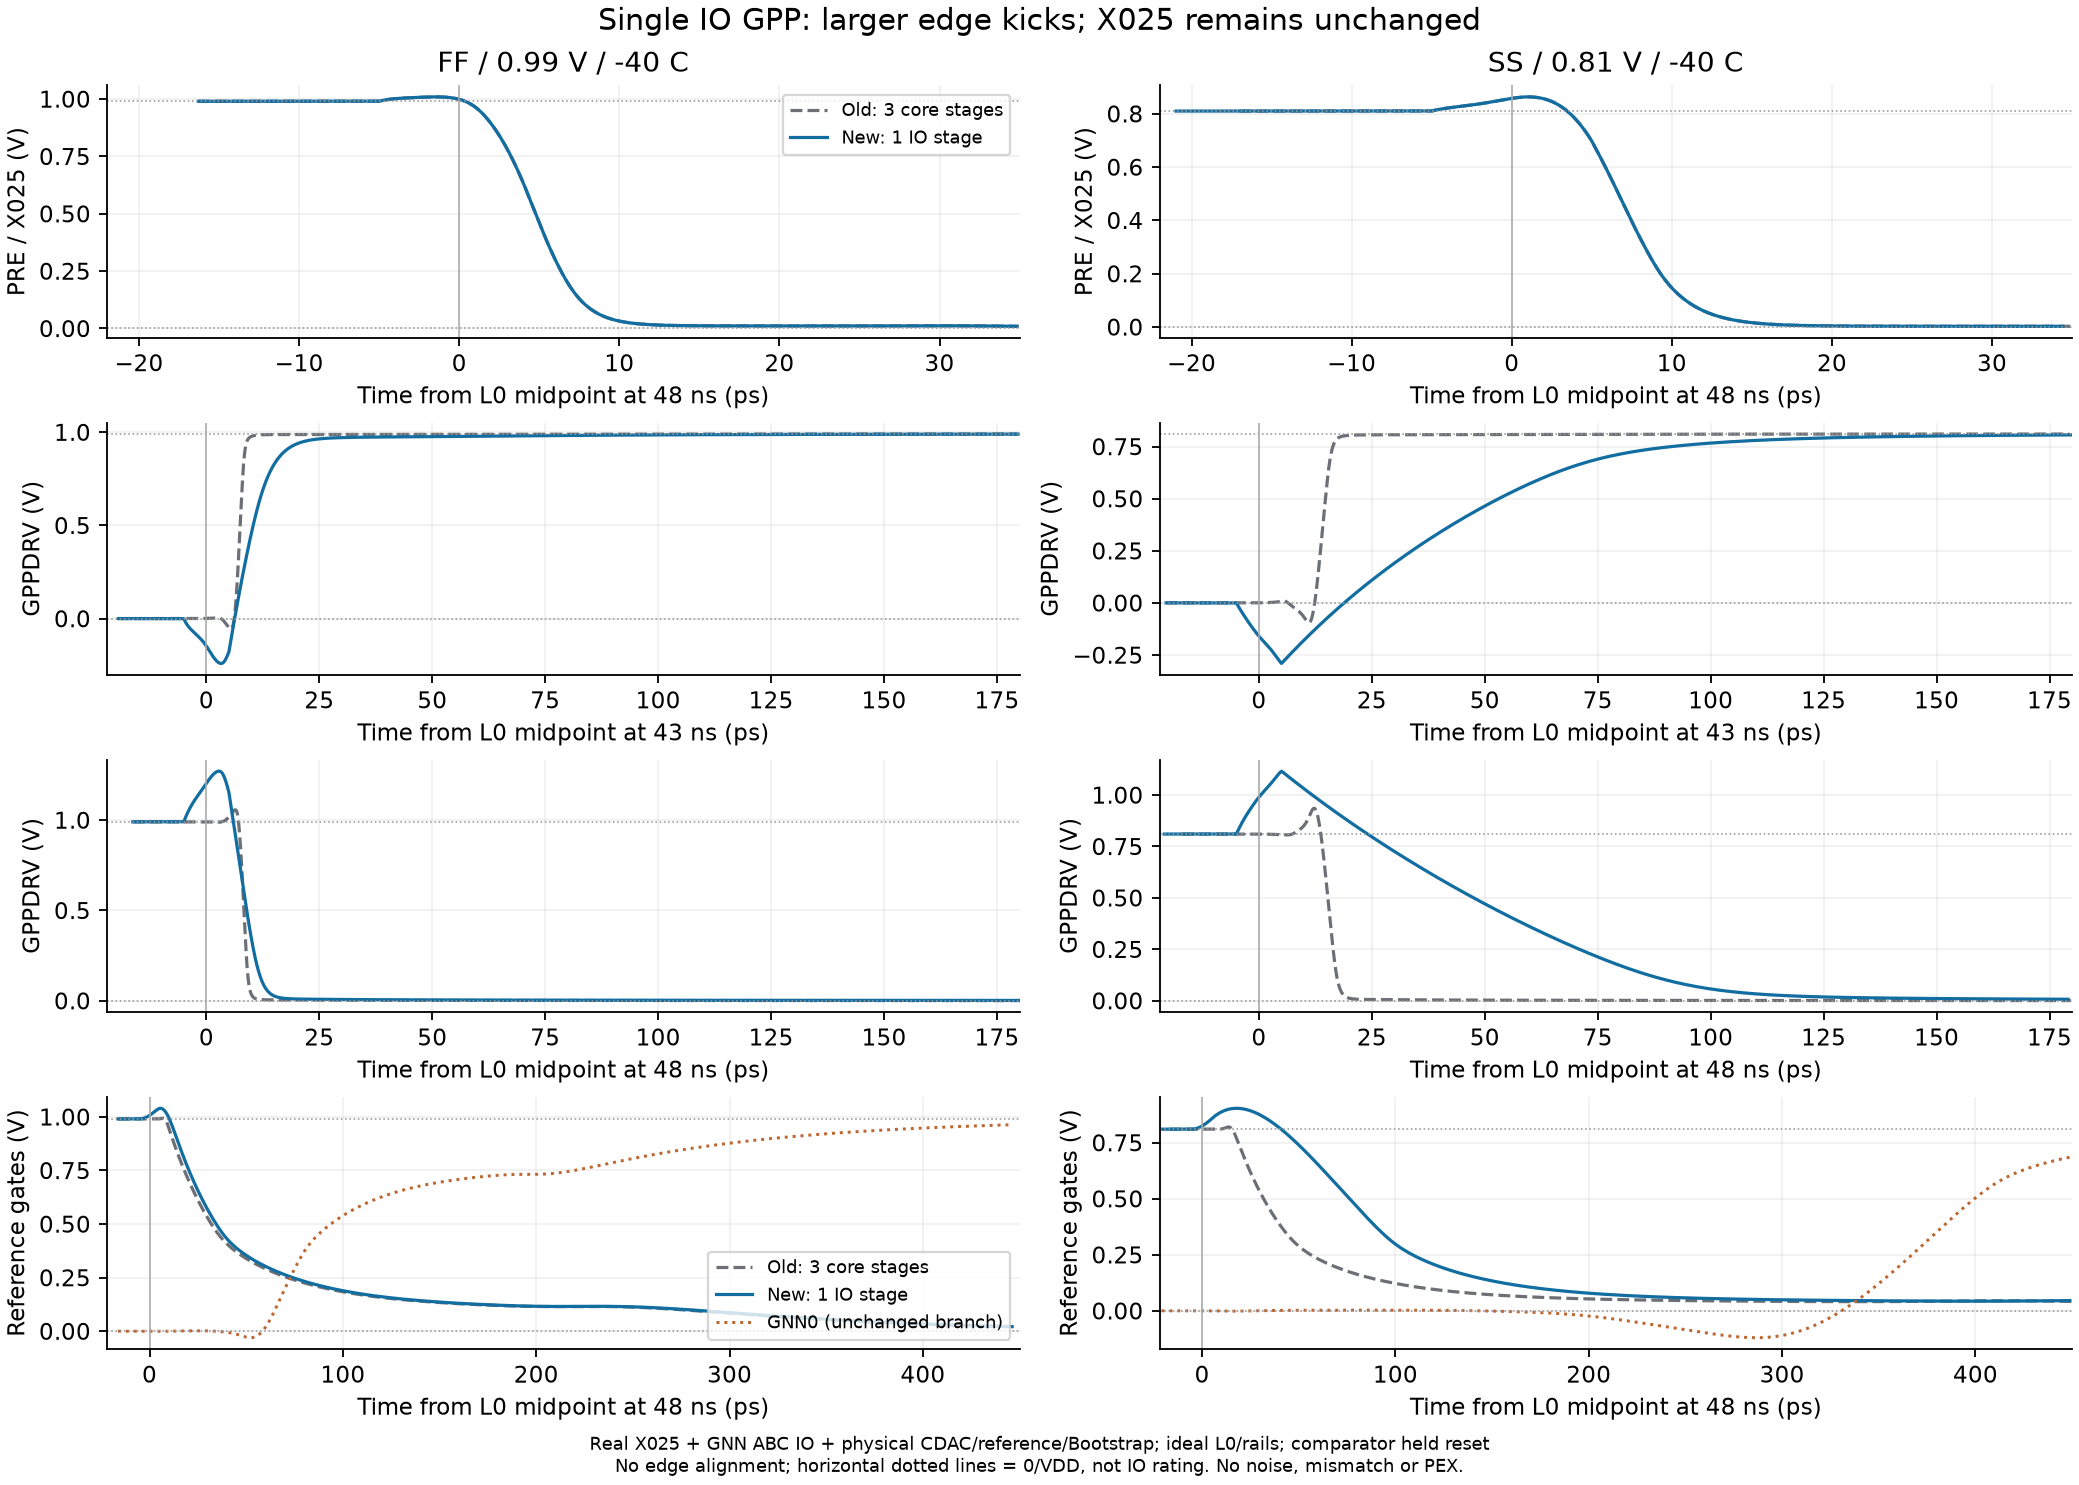 Single IO GPP: larger edge kicks; X025 remains unchanged
FF / 0.99 V / -40 C
PRE / X025 (V)
1.00
0.75
0.50
0.25
0.00
Old: 3 core stages
New: 1 IO stage
−20 −10 0 10 20 30
Time from L0 midpoint at 48 ns (ps)
SS / 0.81 V / -40 C
PRE / X025 (V)
0.8
0.6
0.4
0.2
0.0
−20 −10 0 10 20 30
Time from L0 midpoint at 48 ns (ps)
GPPDRV (V)
1.0
0.5
0.0
0 25 50 75 100 125 150 175
Time from L0 midpoint at 43 ns (ps)
GPPDRV (V)
0.75
0.50
0.25
0.00
−0.25
0 25 50 75 100 125 150 175
Time from L0 midpoint at 43 ns (ps)
GPPDRV (V)
1.0
0.5
0.0
0 25 50 75 100 125 150 175
Time from L0 midpoint at 48 ns (ps)
GPPDRV (V)
1.00
0.75
0.50
0.25
0.00
0 25 50 75 100 125 150 175
Time from L0 midpoint at 48 ns (ps)
Reference gates (V)
1.00
0.75
0.50
0.25
0.00
Old: 3 core stages
New: 1 IO stage
GNN0 (unchanged branch)
0 100 200 300 400
Time from L0 midpoint at 48 ns (ps)
Reference gates (V)
0.75
0.50
0.25
0.00
0 100 200 300 400
Time from L0 midpoint at 48 ns (ps)
Real X025 + GNN ABC IO + physical CDAC/reference/Bootstrap; ideal L0/rails; comparator held reset
No edge alignment; horizontal dotted lines = 0/VDD, not IO rating. No noise, mismatch or PEX.